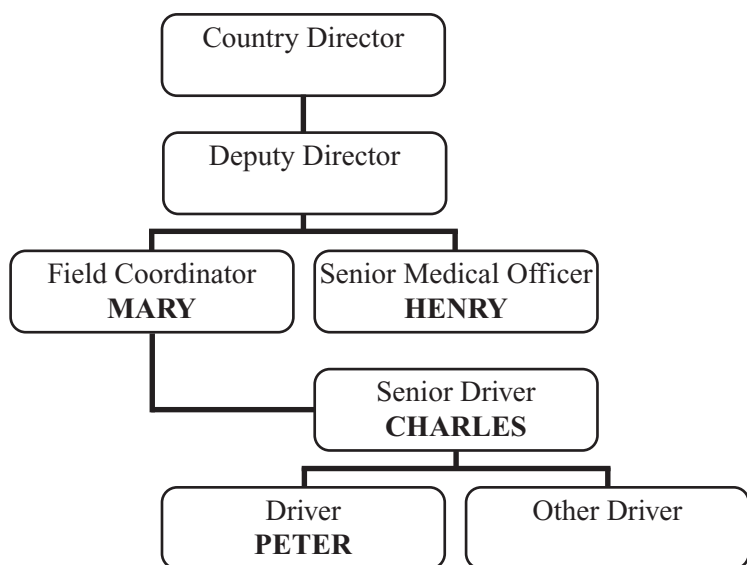 Country Director
Deputy Director
Field Coordinator
MARY
Senior Medical Officer
HENRY
Senior Driver
CHARLES
Driver
PETER
Other Driver